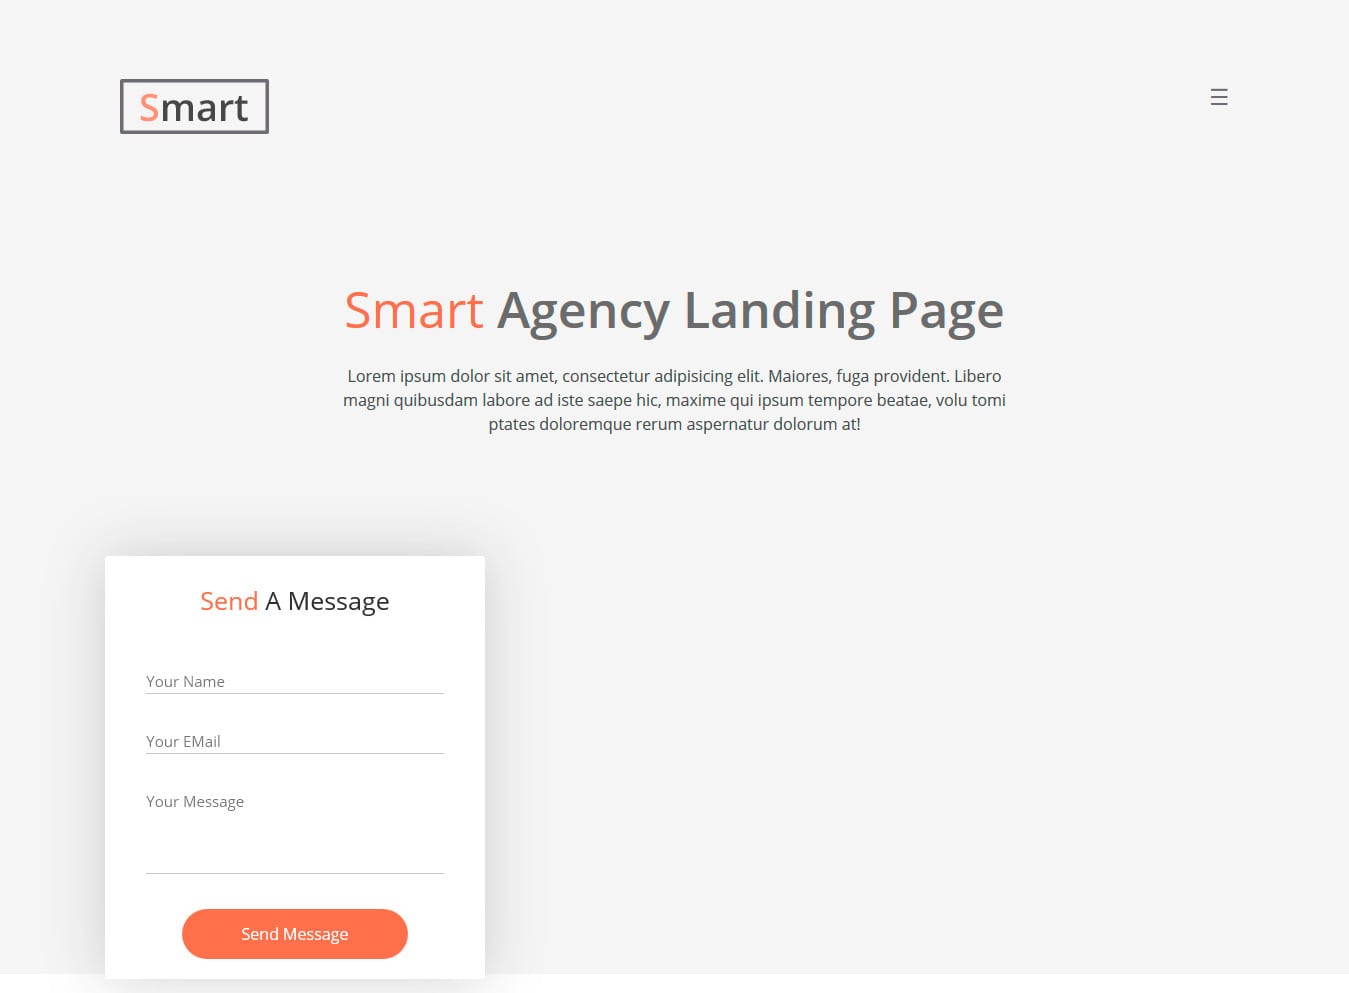 Smart
Smart Agency Landing Page
Lorem ipsum dolor sit amet, consectetur adipisicing elit. Maiores, fuga provident. Libero
magni quibusdam labore ad iste saepe hic, maxime qui ipsum tempore beatae, volu tomi
ptates doloremque rerum aspernatur dolorum at!
Send A Message
Your Name
Your EMail
Your Message
Send Message